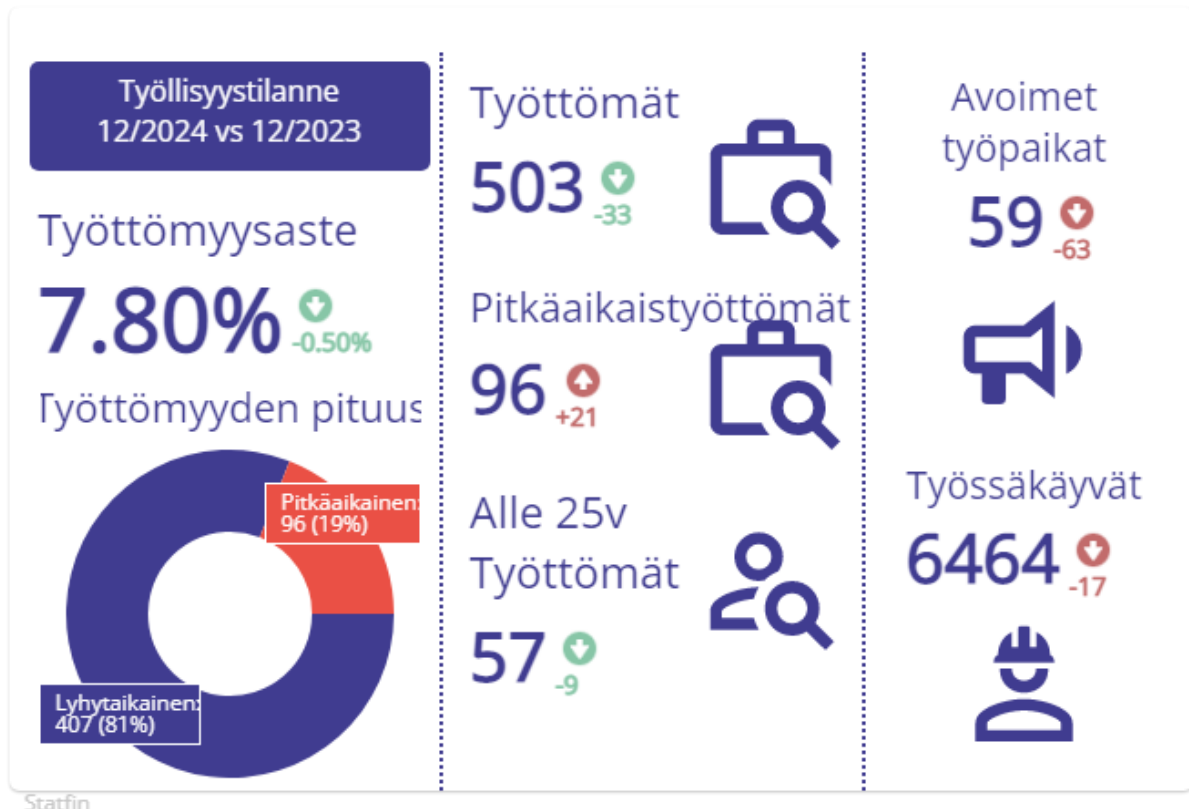 Työllisyystilanne
12/2024 vs 12/2023
Työttömyysaste
7.80%
-0.50%
Työttömyyden pituus
Pitkäaikainen:
96 (19%)
Lyhytaikainen:
407 (81%)
Työttömät
503
-33
Pitkäaikaistyöttömät
96
+21
Alle 25v
Työttömät
57
-9
Avoimet
työpaikat
59
-63
Työssäkäyvät
6464
-17
Statfin